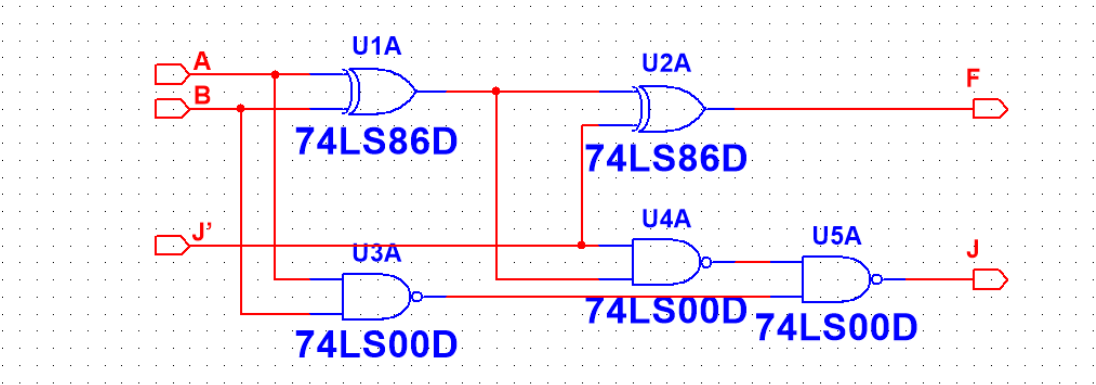 U1A
A
B
74LS86D
U2A
74LS86D
F
J’
U3A
74LS00D
U4A
74LS00D
U5A
74LS00D
J